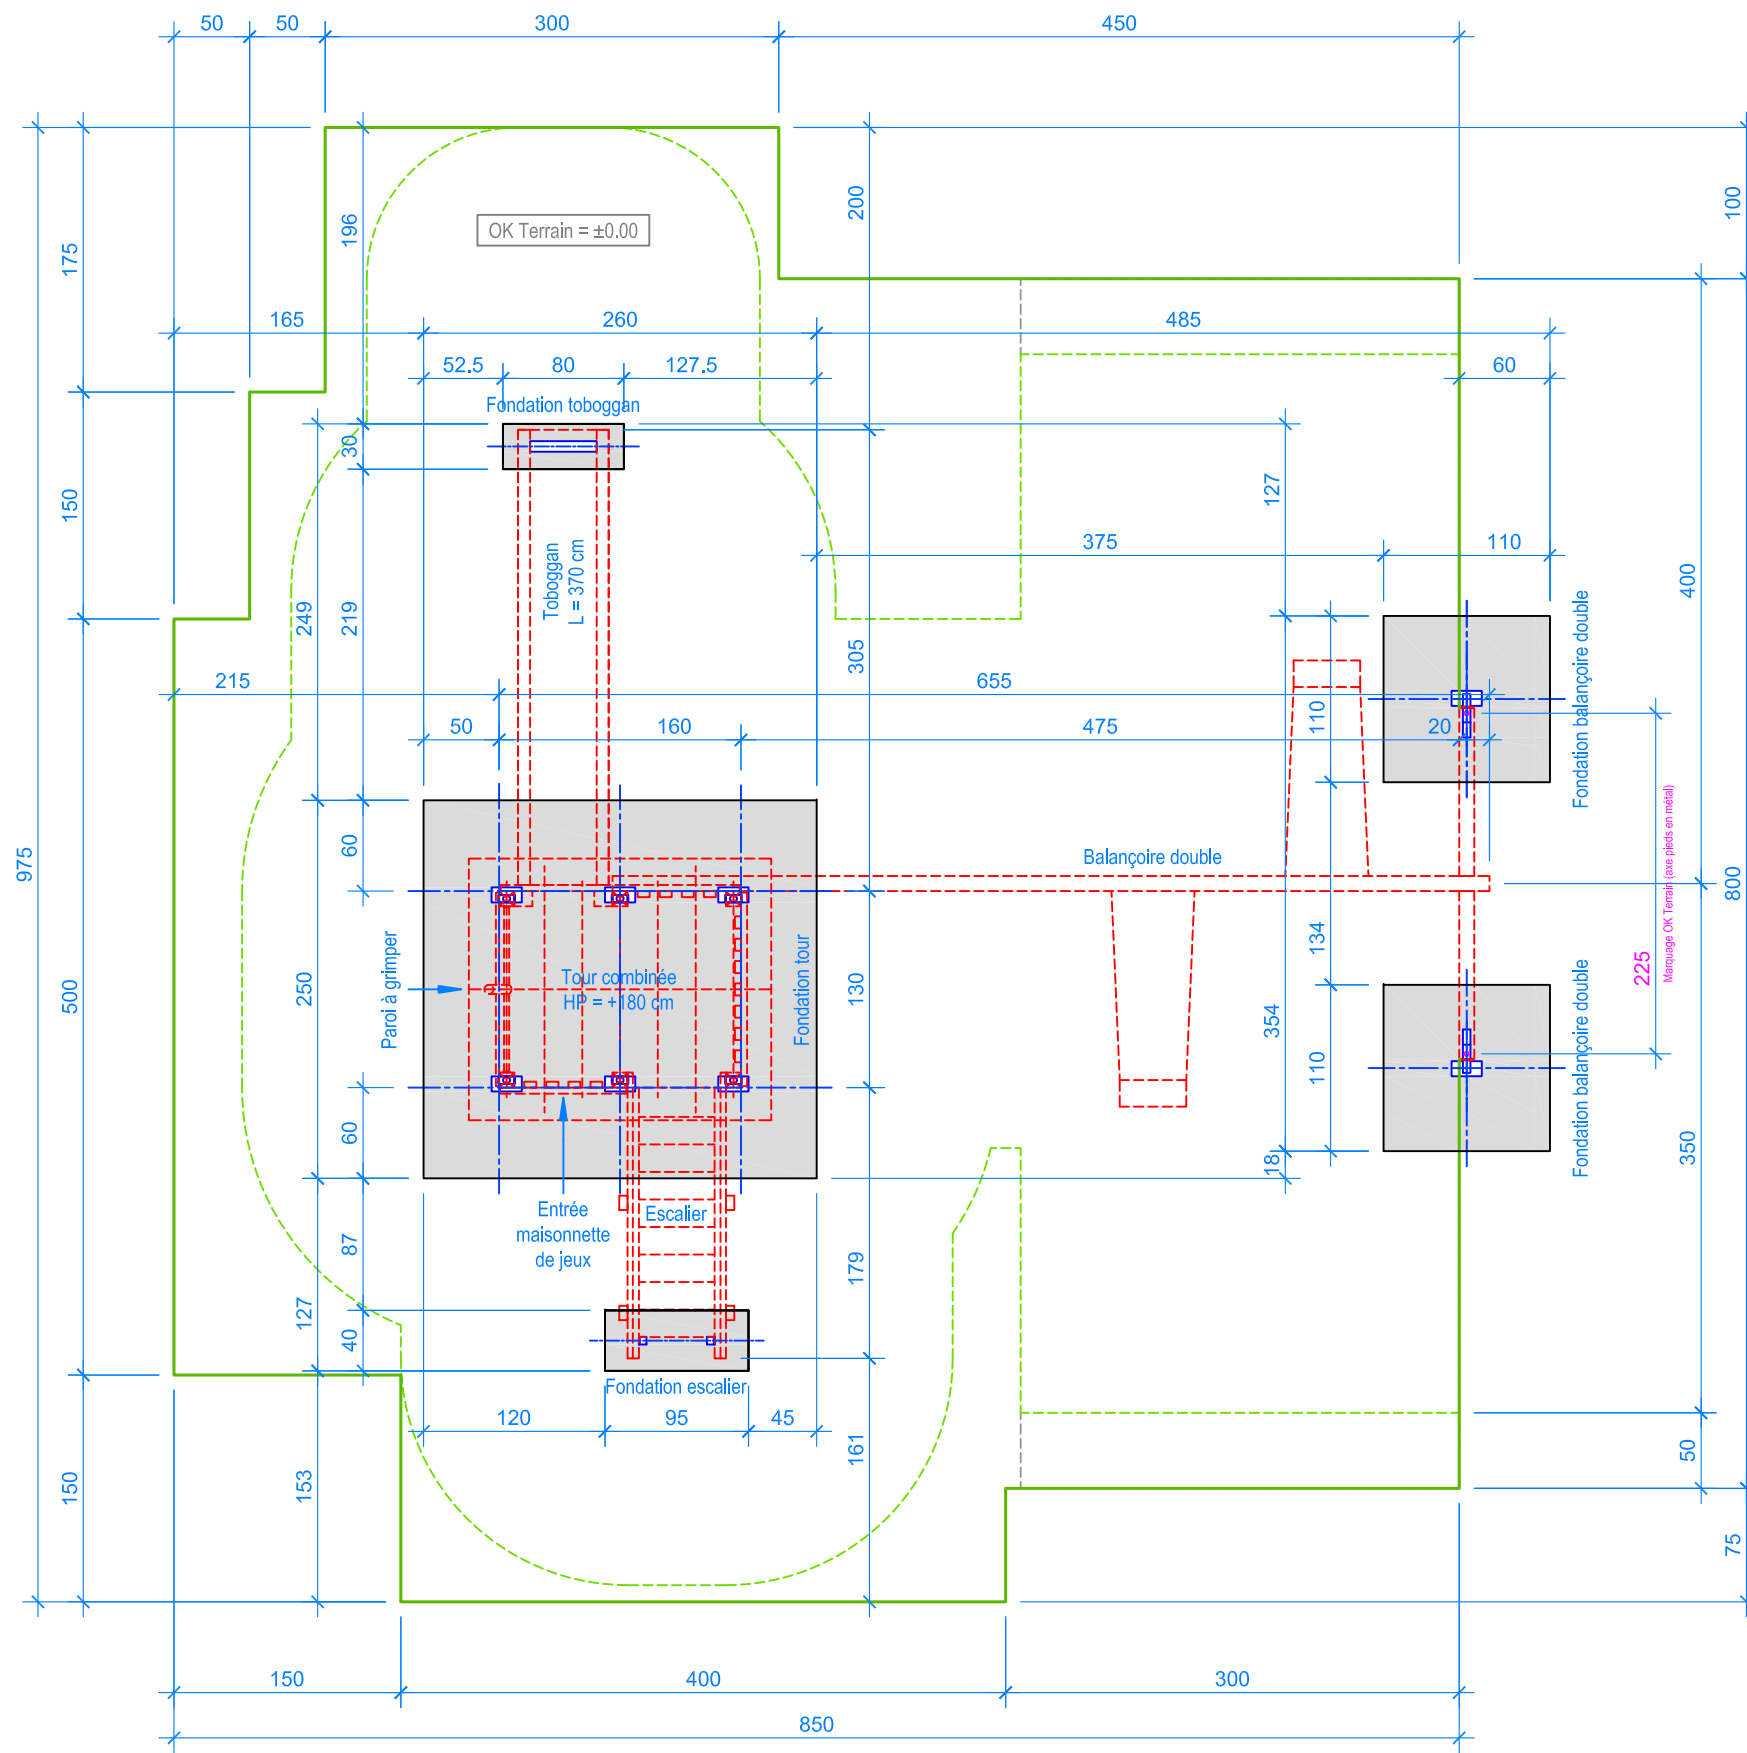 50 50 300 450
200
100
196
OK Terrain = ±0.00
175
165 260 485
52.5 80 127.5 60
Fondation toboggan
30
127
150
375 110
Toboggan
L = 370 cm
249 219
400
305
Fondation balançoire double
215 655
110
50 160 475 20
Marquage OK Terrain (axe pieds en métal)
225
60
975
Balançoire double
800
Paroi à grimper
Tour combinée
HP = +180 cm
Fondation tour
134
250
130
500
354
Fondation balançoire double
110
60
350
18
Entrée
maisonnette
de jeux
Escalier
87
179
127
40
Fondation escalier
120 95 45
161
50
150 153
75
150 400 300
850